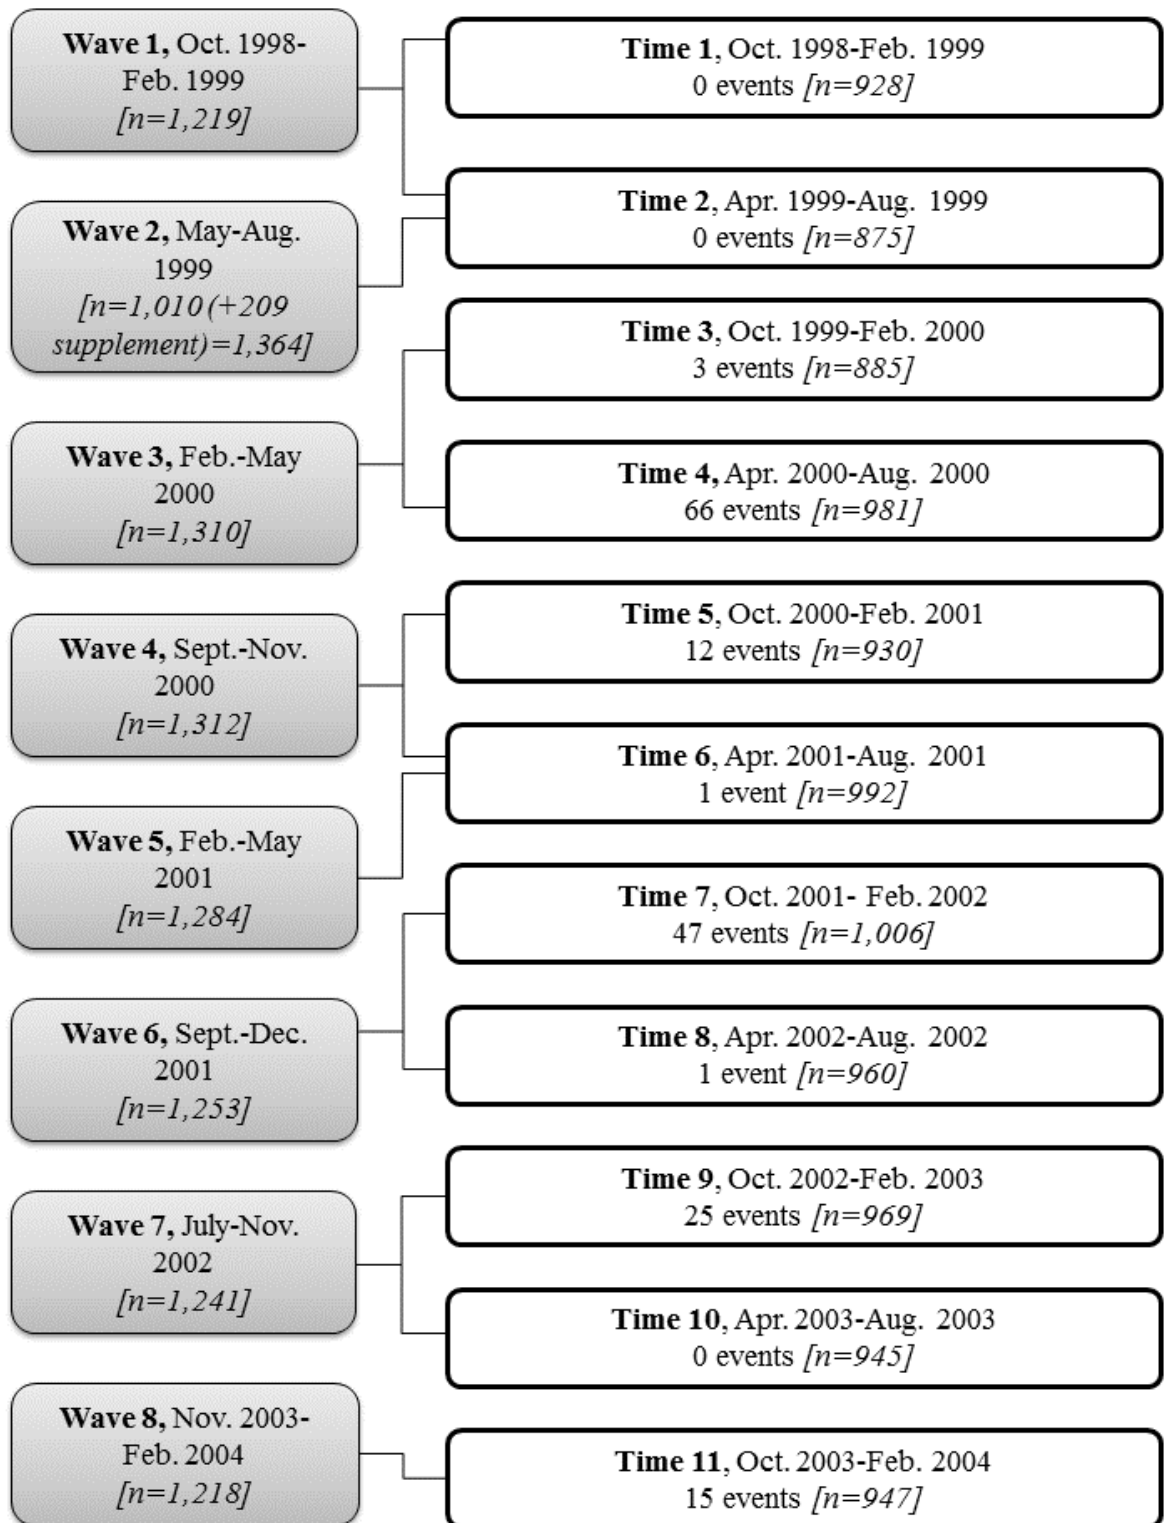 Wave 1, Oct. 1998-
Feb. 1999
[n=1,219]
Wave 2, May-Aug.
1999
[n=1,010 (+209
supplement)=1,364]
Wave 3, Feb.-May
2000
[n=1,310]
Wave 4, Sept.-Nov.
2000
[n=1,312]
Wave 5, Feb.-May
2001
[n=1,284]
Wave 6, Sept.-Dec.
2001
[n=1,253]
Wave 7, July-Nov.
2002
[n=1,241]
Wave 8, Nov. 2003-
Feb. 2004
[n=1,218]
Time 1, Oct. 1998-Feb. 1999
0 events [n=928]
Time 2, Apr. 1999-Aug. 1999
0 events [n=875]
Time 3, Oct. 1999-Feb. 2000
3 events [n=885]
Time 4, Apr. 2000-Aug. 2000
66 events [n=981]
Time 5, Oct. 2000-Feb. 2001
12 events [n=930]
Time 6, Apr. 2001-Aug. 2001
1 event [n=992]
Time 7, Oct. 2001- Feb. 2002
47 events [n=1,006]
Time 8, Apr. 2002-Aug. 2002
1 event [n=960]
Time 9, Oct. 2002-Feb. 2003
25 events [n=969]
Time 10, Apr. 2003-Aug. 2003
0 events [n=945]
Time 11, Oct. 2003-Feb. 2004
15 events [n=947]